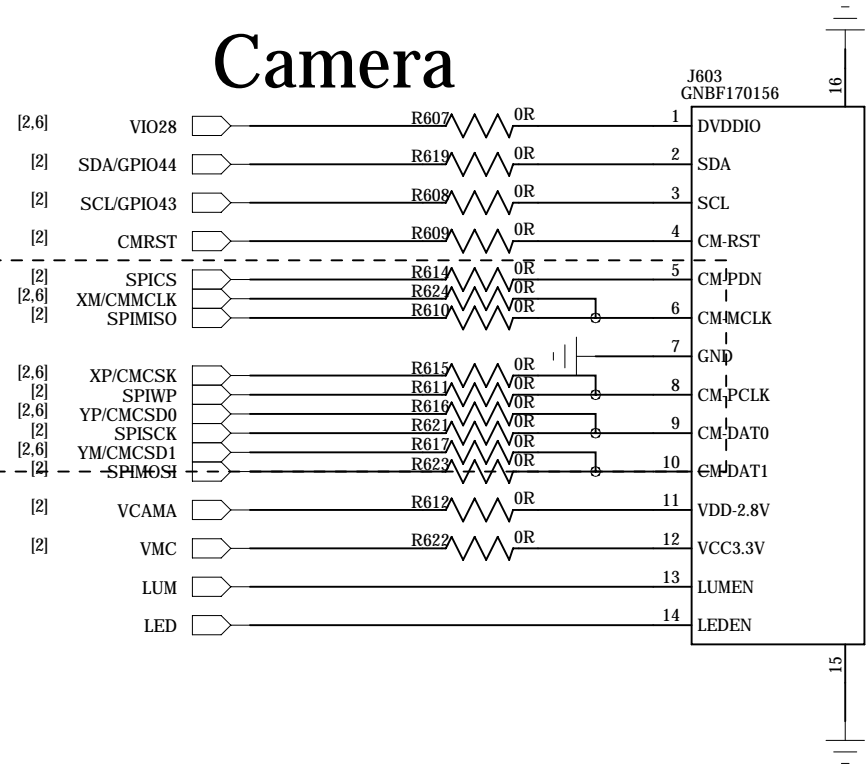 Camera
J603
GNBF170156
16
[2,6] VIO28 R607 0R 1 DVDDIO
[2] SDA/GPIO44 R619 0R 2 SDA
[2] SCL/GPIO43 R608 0R 3 SCL
[2] CMRST R609 0R 4 CM-RST
[2] SPICS R614 0R 5 CM-PDN
[2,6] XM/CMMCLK R624 0R
[2] SPIMISO R610 0R 6 CM-MCLK
7 GND
[2,6] XP/CMCSK R615 0R
[2] SPIWP R611 0R 8 CM-PCLK
[2,6] YP/CMCSD0 R616 0R
[2] SPISCK R621 0R 9 CM-DAT0
[2,6] YM/CMCSD1 R617 0R
[2] SPIMOSI R623 0R 10 CM-DAT1
[2] VCAMA R612 0R 11 VDD-2.8V
[2] VMC R622 0R 12 VCC3.3V
LUM 13 LUMEN
LED 14 LEDEN
15